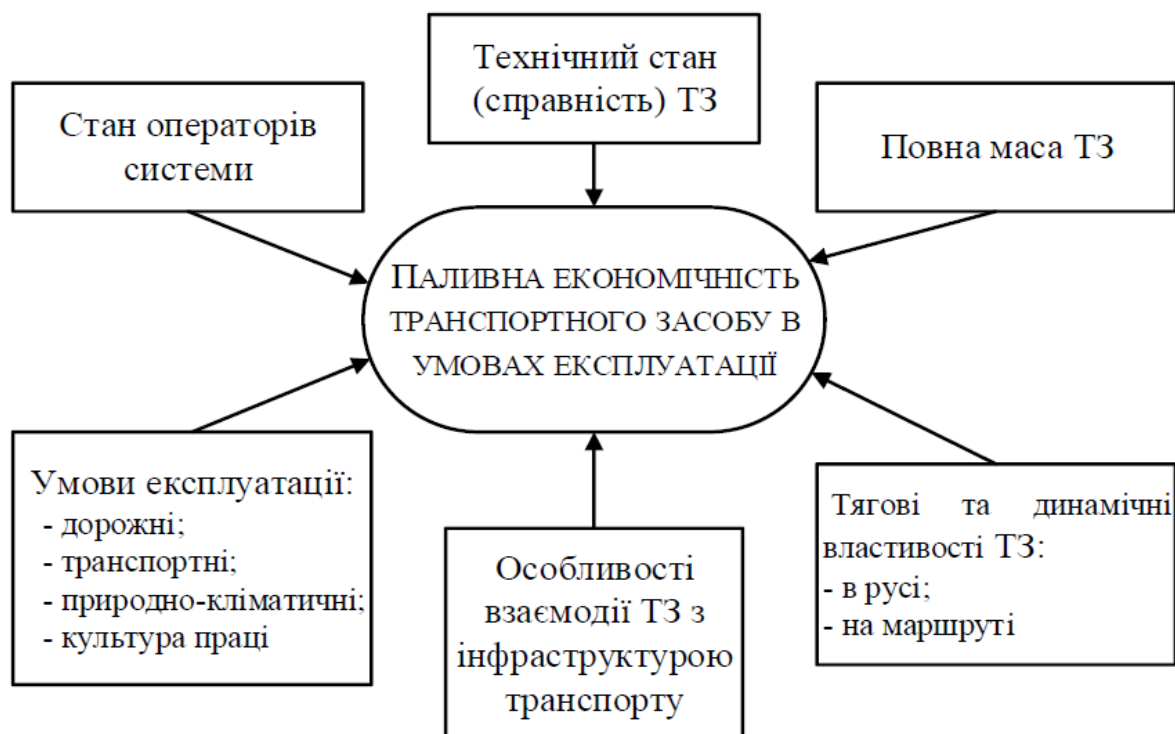 Технічний стан
(справність) ТЗ
Стан операторів
системи
Повна маса ТЗ
ПАЛИВНА ЕКОНОМІЧНІСТЬ
ТРАНСПОРТНОГО ЗАСОБУ В
УМОВАХ ЕКСПЛУАТАЦІЇ
Умови експлуатації:
- дорожні;
- транспортні;
- природно-кліматичні;
- культура праці
Особливості
взаємодії ТЗ з
інфраструктурою
транспорту
Тягові та динамічні
властивості ТЗ:
- в русі;
- на маршруті